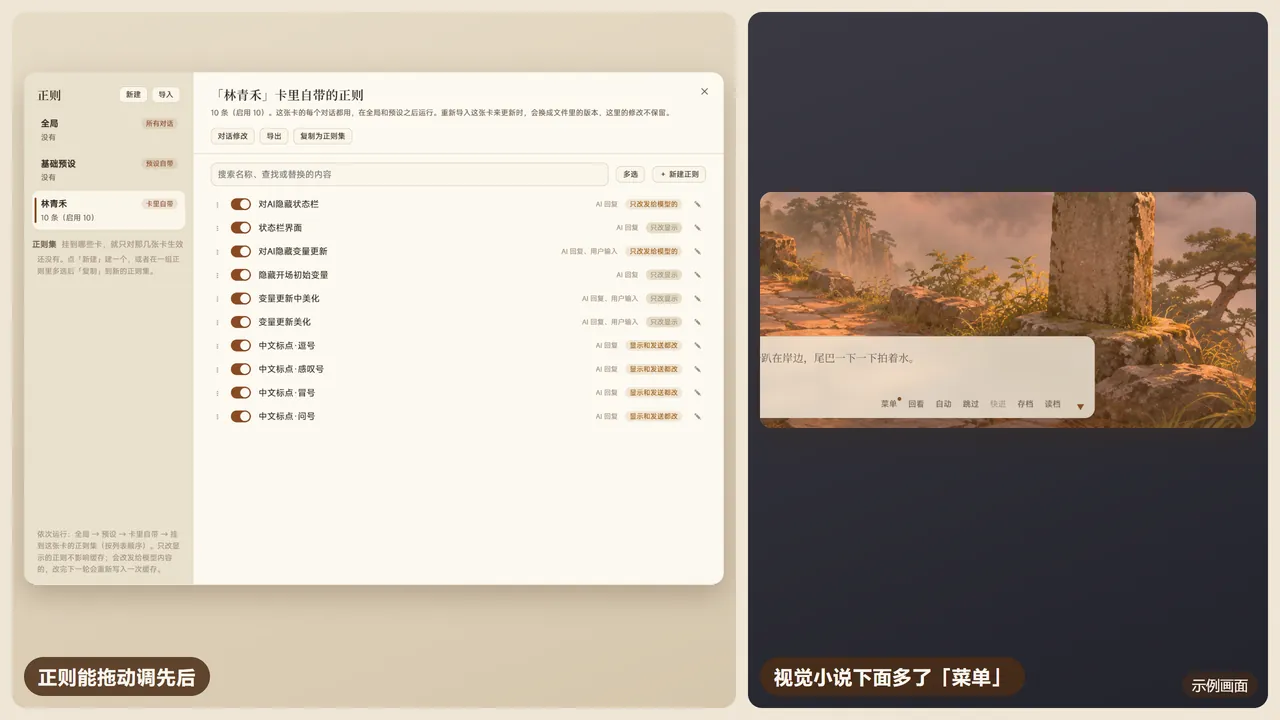 正则
新建
导入
全局
所有对话
没有
基础预设
预设自带
没有
林青禾
卡里自带
10 条（启用 10）
正则集 挂到哪些卡，就只对那几张卡生效
还没有。点「新建」建一个，或者在一组正
则里多选后「复制」到新的正则集。
依次运行：全局 → 预设 → 卡里自带 → 挂
到这张卡的正则集（按列表顺序）。只改显
示的正则不影响缓存；会改发给模型内容
的，改完下一轮会重新写入一次缓存。
「林青禾」卡里自带的正则
10 条（启用 10）。这张卡的每个对话都用，在全局和预设之后运行。重新导入这张卡来更新时，会换成文件里的版本，这里的修改不保留。
对话修改
导出
复制为正则集
搜索名称、查找或替换的内容
多选
+ 新建正则
对AI隐藏状态栏
AI 回复
只改发给模型的
状态栏界面
AI 回复
只改显示
对AI隐藏变量更新
AI 回复、用户输入
只改发给模型的
隐藏开场初始变量
AI 回复
只改显示
变量更新中美化
AI 回复、用户输入
只改显示
变量更新美化
AI 回复、用户输入
只改显示
中文标点·逗号
AI 回复
显示和发送都改
中文标点·感叹号
AI 回复
显示和发送都改
中文标点·冒号
AI 回复
显示和发送都改
中文标点·问号
AI 回复
显示和发送都改
正则能拖动调先后
趴在岸边，尾巴一下一下拍着水。
菜单
回看
自动
跳过
快进
存档
读档
视觉小说下面多了「菜单」
示例画面